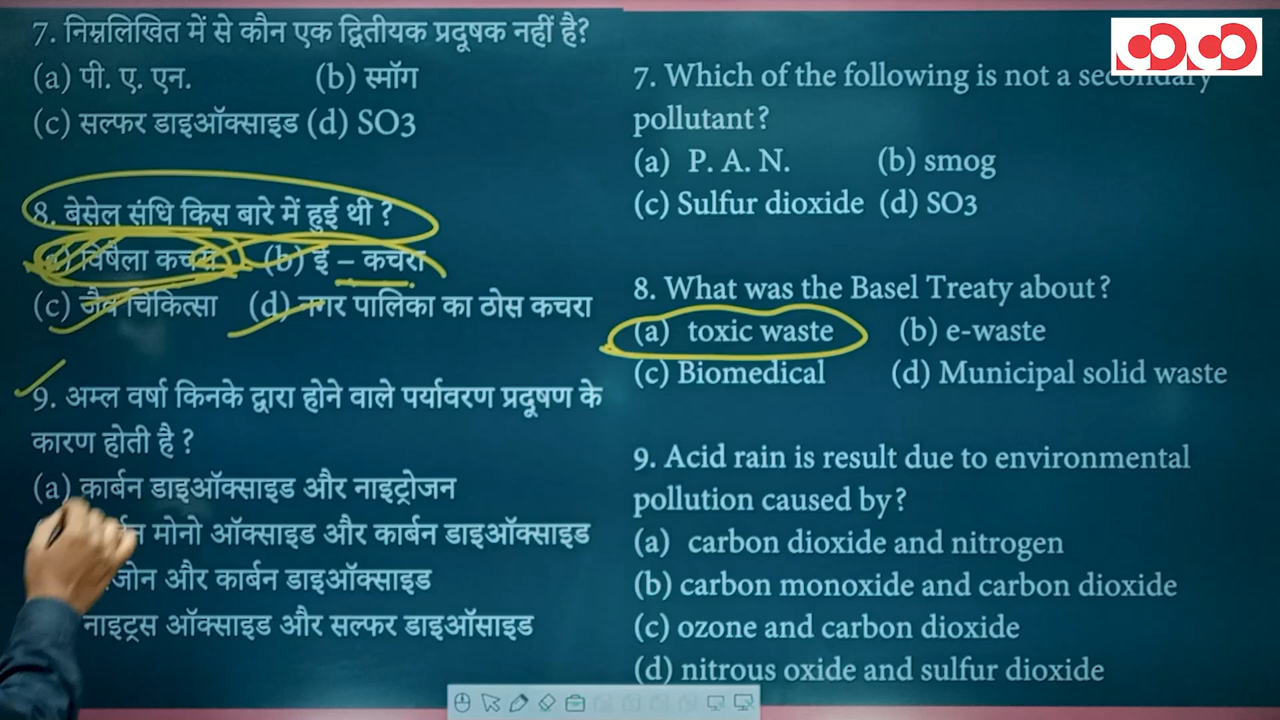 7. निम्नलिखित में से कौन एक द्वितीयक प्रदूषक नहीं है?
(a) पी. ए. एन. (b) स्मॉग
(c) सल्फर डाइऑक्साइड (d) SO3
8. बेसेल संधि किस बारे में हुई थी ?
(a) विषैला कचरा (b) ई – कचरा
(c) जैव चिकित्सा (d) नगर पालिका का ठोस कचरा
9. अम्ल वर्षा किनके द्वारा होने वाले पर्यावरण प्रदूषण के
कारण होती है ?
(a) कार्बन डाइऑक्साइड और नाइट्रोजन
मोनो ऑक्साइड और कार्बन डाइऑक्साइड
और कार्बन डाइऑक्साइड
नाइट्रस ऑक्साइड और सल्फर डाइऑसाइड
7. Which of the following is not a secondary
pollutant?
(a) P. A. N. (b) smog
(c) Sulfur dioxide (d) SO3
8. What was the Basel Treaty about?
(a) toxic waste (b) e-waste
(c) Biomedical (d) Municipal solid waste
9. Acid rain is result due to environmental
pollution caused by?
(a) carbon dioxide and nitrogen
(b) carbon monoxide and carbon dioxide
(c) ozone and carbon dioxide
(d) nitrous oxide and sulfur dioxide